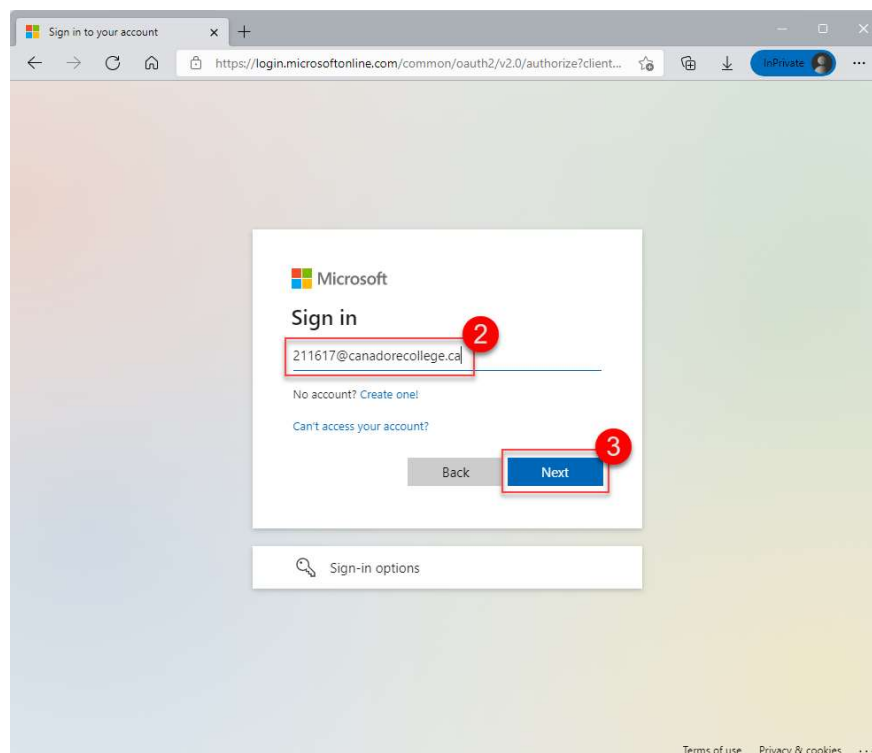 Sign in to your account
https://login.microsoftonline.com/common/oauth2/v2.0/authorize?client...
InPrivate
Microsoft
Sign in
2
211617@canadorecollege.ca
No account? Create one!
Can't access your account?
3
Back Next
Sign-in options
Terms of use Privacy & cookies ...